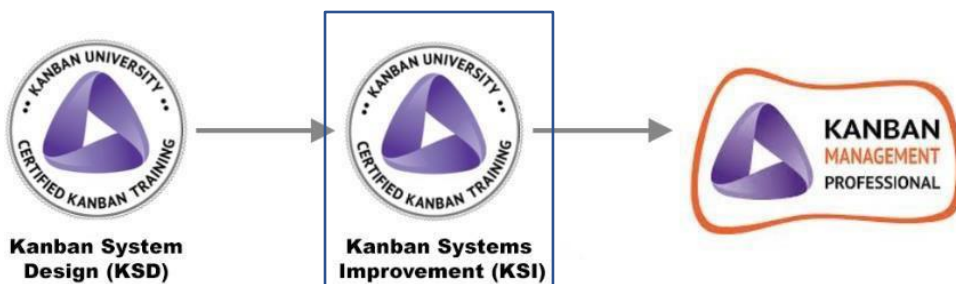 •• KANBAN UNIVERSITY ••
CERTIFIED KANBAN TRAINING
Kanban System
Design (KSD)
•• KANBAN UNIVERSITY ••
CERTIFIED KANBAN TRAINING
Kanban Systems
Improvement (KSI)
KANBAN
MANAGEMENT
PROFESSIONAL